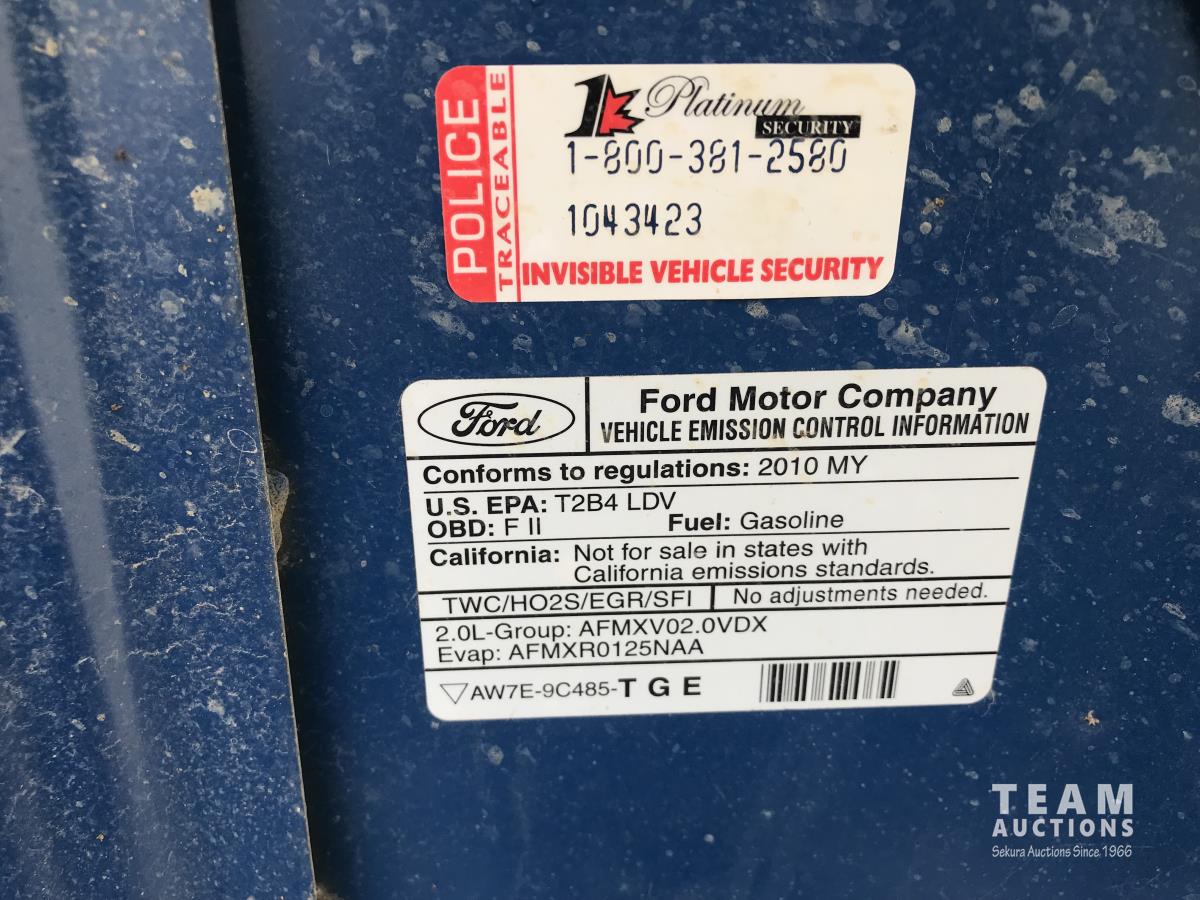 POLICE
TRACEABLE
1 Platinum
SECURITY
1-800-381-2580
1043423
INVISIBLE VEHICLE SECURITY
Ford
Ford Motor Company
VEHICLE EMISSION CONTROL INFORMATION
Conforms to regulations: 2010 MY
U.S. EPA: T2B4 LDV
OBD: F II Fuel: Gasoline
California: Not for sale in states with
California emissions standards.
TWC/HO2S/EGR/SFI No adjustments needed.
2.0L-Group: AFMXV02.0VDX
Evap: AFMXR0125NAA
▽AW7E-9C485-T G E
TEAM
AUCTIONS
Sekura Auctions Since 1966